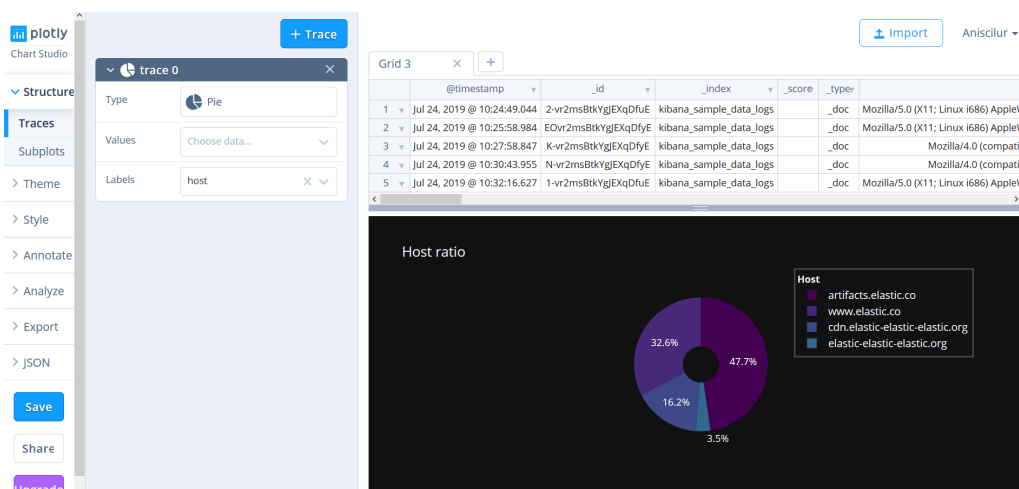 plotly
Chart Studio
Structure
Traces
Subplots
Theme
Style
Annotate
Analyze
Export
JSON
Save
Share
Upgrade
+ Trace
trace 0
Type
Pie
Values
Choose data...
Labels
host
Import
Aniscilur
Grid 3
@timestamp _id _index _score _type
1 Jul 24, 2019 @ 10:24:49.044 2-vr2msBtkYgJEXqDfuE kibana_sample_data_logs _doc Mozilla/5.0 (X11; Linux i686) Apple
2 Jul 24, 2019 @ 10:25:58.984 EOvr2msBtkYgJEXQDfyE kibana_sample_data_logs _doc Mozilla/5.0 (X11; Linux i686) Apple
3 Jul 24, 2019 @ 10:27:58.847 K-vr2msBtkYgJEXqDfyE kibana_sample_data_logs _doc Mozilla/4.0 (compati
4 Jul 24, 2019 @ 10:30:43.955 N-vr2msBtkYgJEXqDfyE kibana_sample_data_logs _doc Mozilla/4.0 (compati
5 Jul 24, 2019 @ 10:32:16.627 1-vr2msBtkYgJEXqDfuE kibana_sample_data_logs _doc Mozilla/5.0 (X11; Linux i686) Apple
Host ratio
Host
artifacts.elastic.co
www.elastic.co
cdn.elastic-elastic-elastic.org
elastic-elastic-elastic.org
32.6%
47.7%
16.2%
3.5%